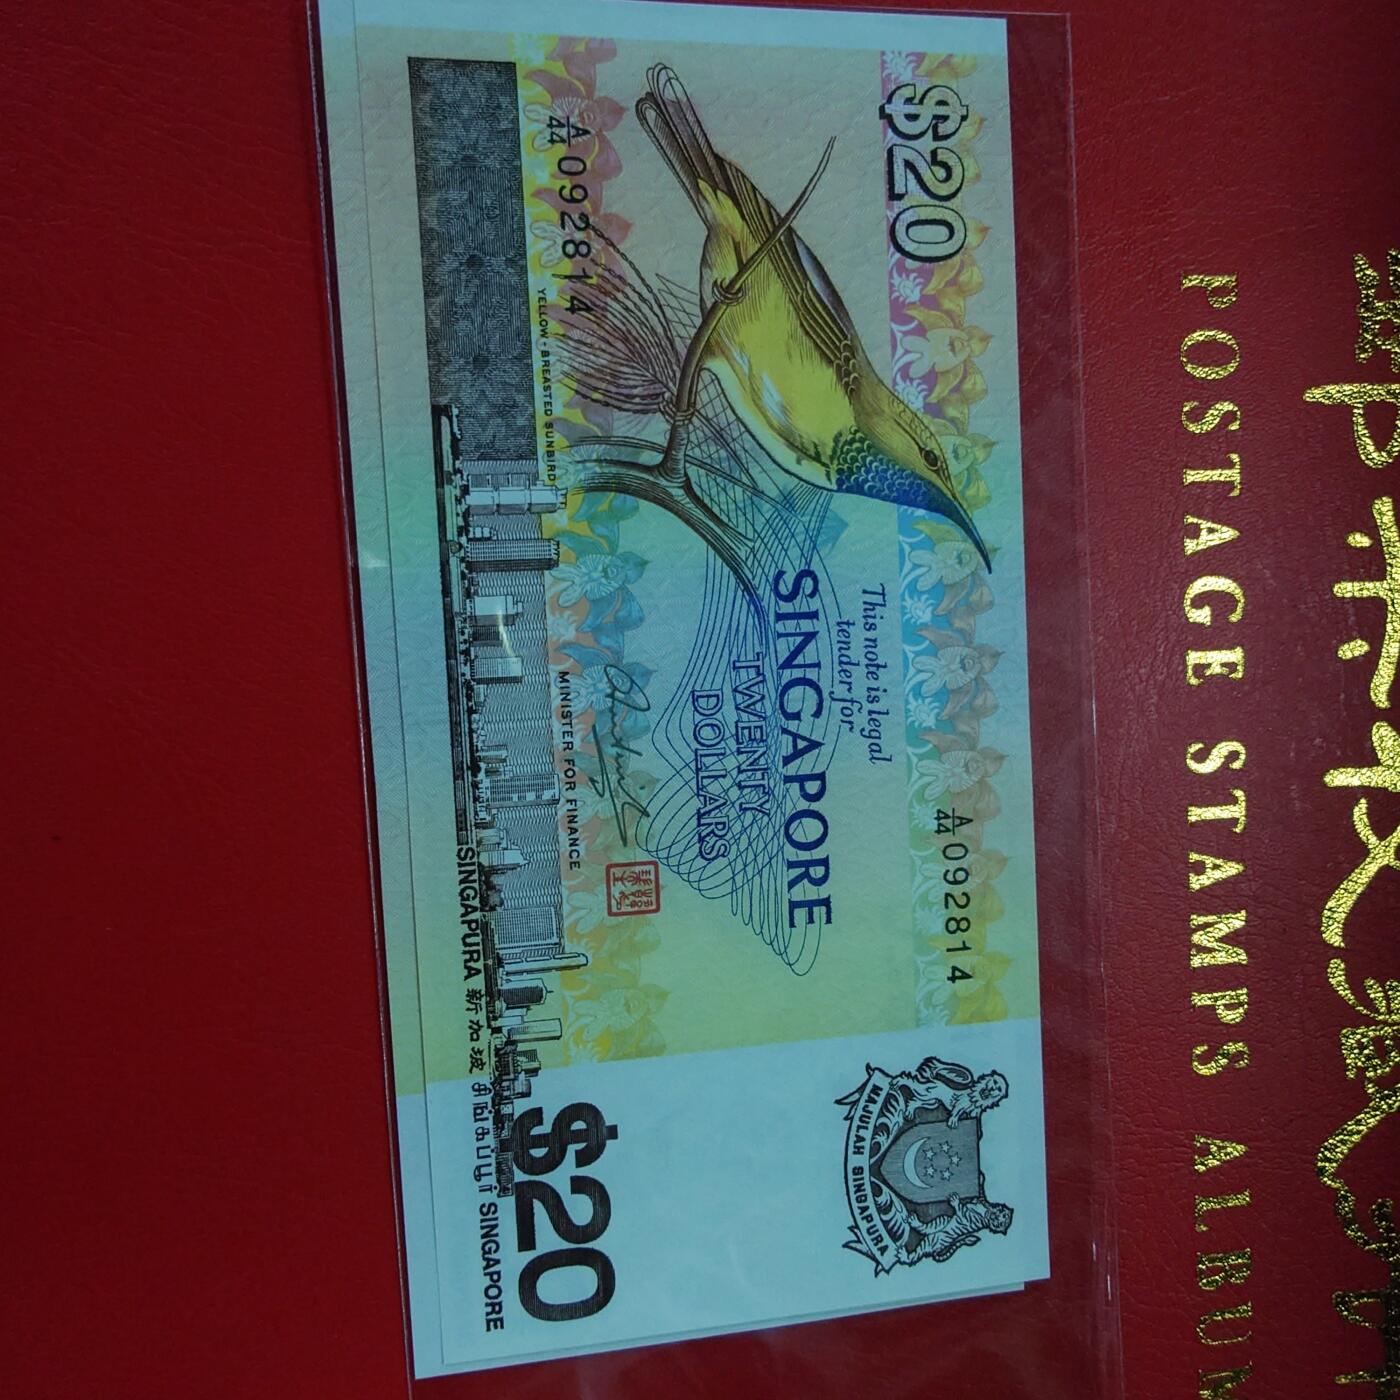 $20
A/44 092814
This note is legal
tender for
SINGAPORE
TWENTY
DOLLARS
A/44 092814
YELLOW-BREASTED SUNBIRD
MINISTER FOR FINANCE
MAJULAH SINGAPURA
$20
SINGAPURA 新加坡 சிங்கப்பூர் SINGAPORE
POSTAGE STAMPS ALBUM